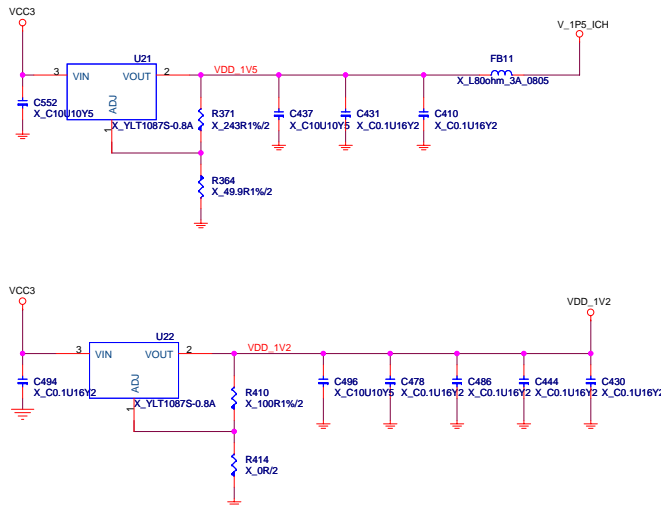 VCC3
V_1P5_ICH
U21
FB11
3 VIN VOUT 2 VDD_1V5
X_L80ohm_3A_0805
ADJ
1
C552
X_C10U10Y5
X_YLT1087S-0.8A
R371
X_243R1%/2
C437
X_C10U10Y5
C431
X_C0.1U16Y2
C410
X_C0.1U16Y2
R364
X_49.9R1%/2
VCC3
VDD_1V2
U22
3 VIN VOUT 2 VDD_1V2
ADJ
1
C494
X_C0.1U16Y2
X_YLT1087S-0.8A
R410
X_100R1%/2
C496
X_C10U10Y5
C478
X_C0.1U16Y2
C486
X_C0.1U16Y2
C444
X_C0.1U16Y2
C430
X_C0.1U16Y2
R414
X_0R/2